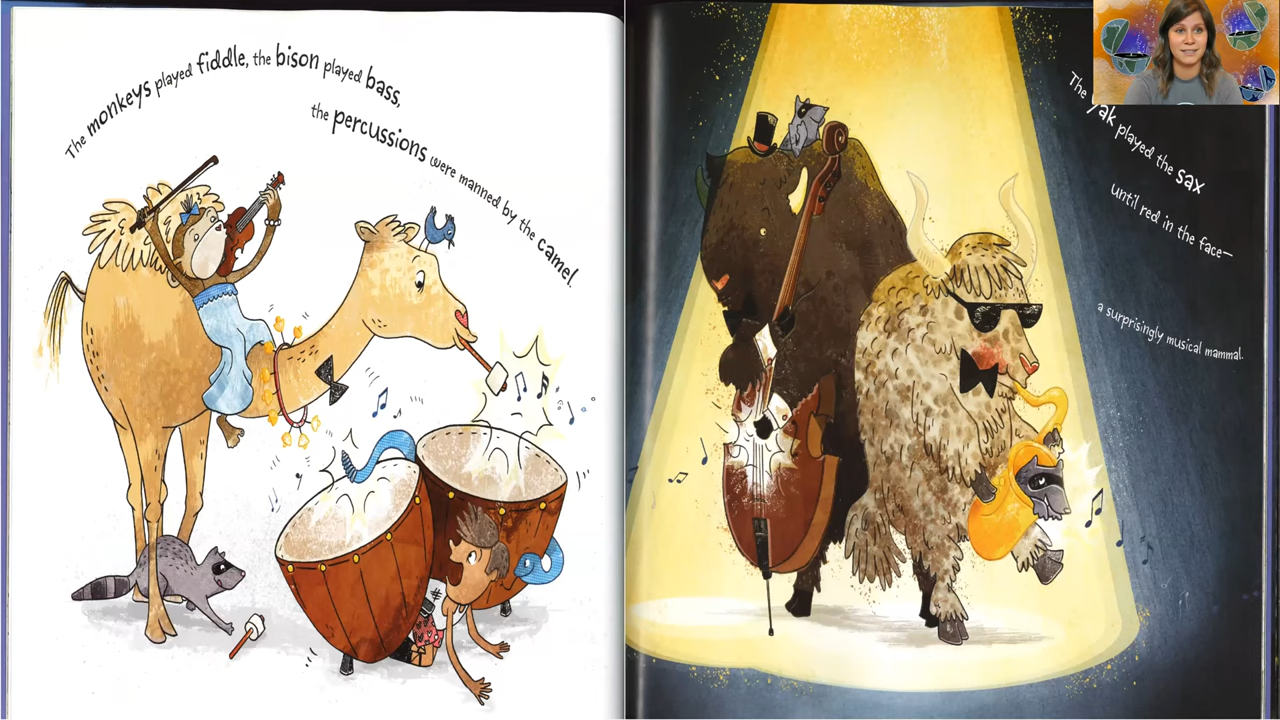 The monkeys played fiddle, the bison played bass,
the percussions were manned by the camel.
The yak played the sax
until red in the face—
a surprisingly musical mammal.